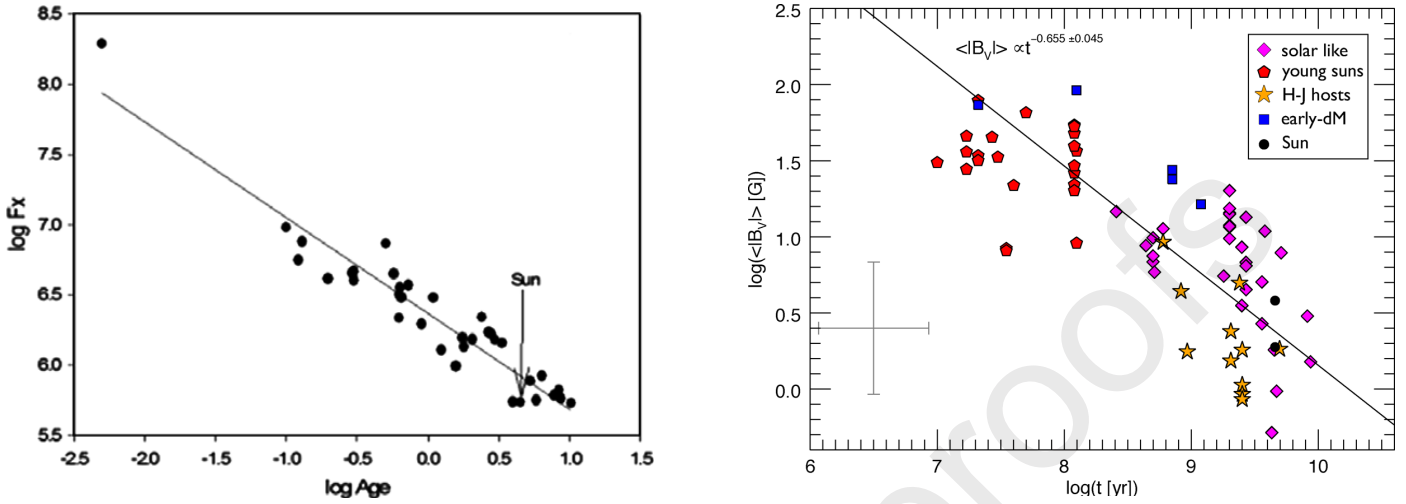 8.5
8.0
7.5
7.0
6.5
6.0
5.5
log Fx
Sun
-2.5 -2.0 -1.5 -1.0 -0.5 0.0 0.5 1.0 1.5
log Age
2.5
2.0
1.5
1.0
0.5
0.0
log(<|B_V|> [G])
<|B_V|> ∝t^-0.655 ±0.045
solar like
young suns
H-J hosts
early-dM
Sun
6 7 8 9 10
log(t [yr])
proofs